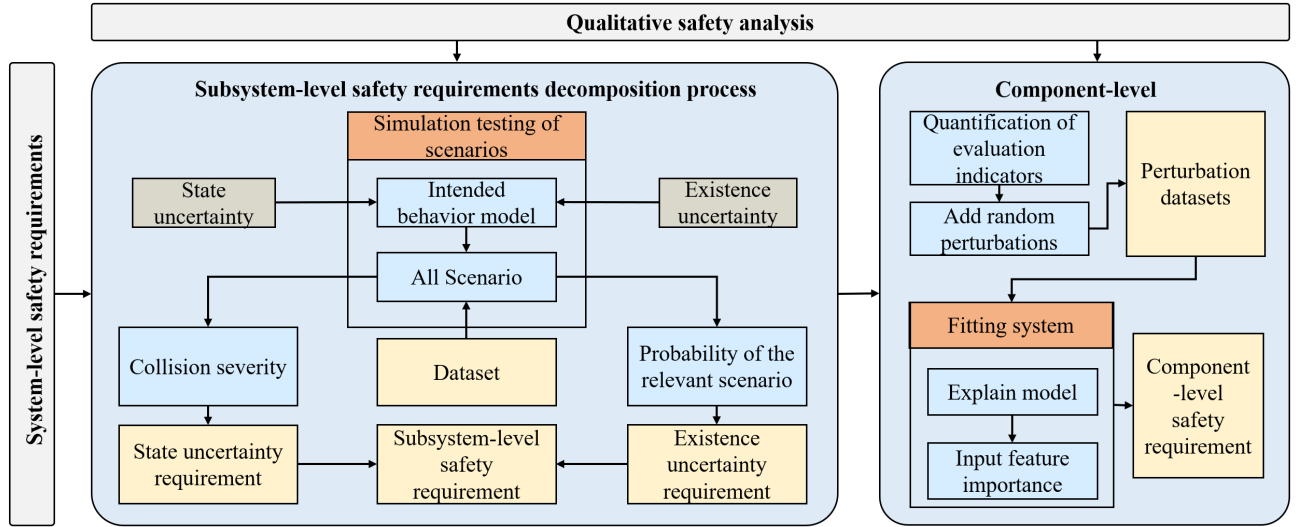 Qualitative safety analysis
System-level safety requirements
Subsystem-level safety requirements decomposition process
Simulation testing of
scenarios
State
uncertainty
Intended
behavior model
Existence
uncertainty
All Scenario
Collision severity
Dataset
Probability of the
relevant scenario
State uncertainty
requirement
Subsystem-level
safety
requirement
Existence
uncertainty
requirement
Component-level
Quantification of
evaluation
indicators
Add random
perturbations
Perturbation
datasets
Fitting system
Explain model
Input feature
importance
Component
-level
safety
requirement